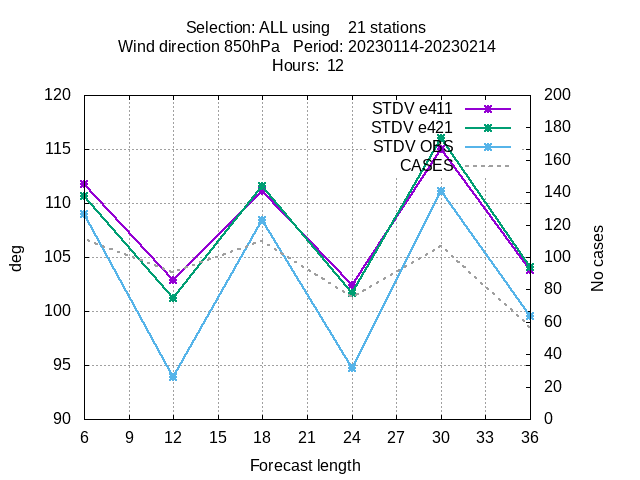 Selection: ALL using    21 stations
Wind direction 850hPa   Period: 20230114-20230214
Hours:  12
STDV e411
STDV e421
STDV OBS
CASES
120
115
110
105
100
95
90
deg
200
180
160
140
120
100
80
60
40
20
0
No cases
6 9 12 15 18 21 24 27 30 33 36
Forecast length